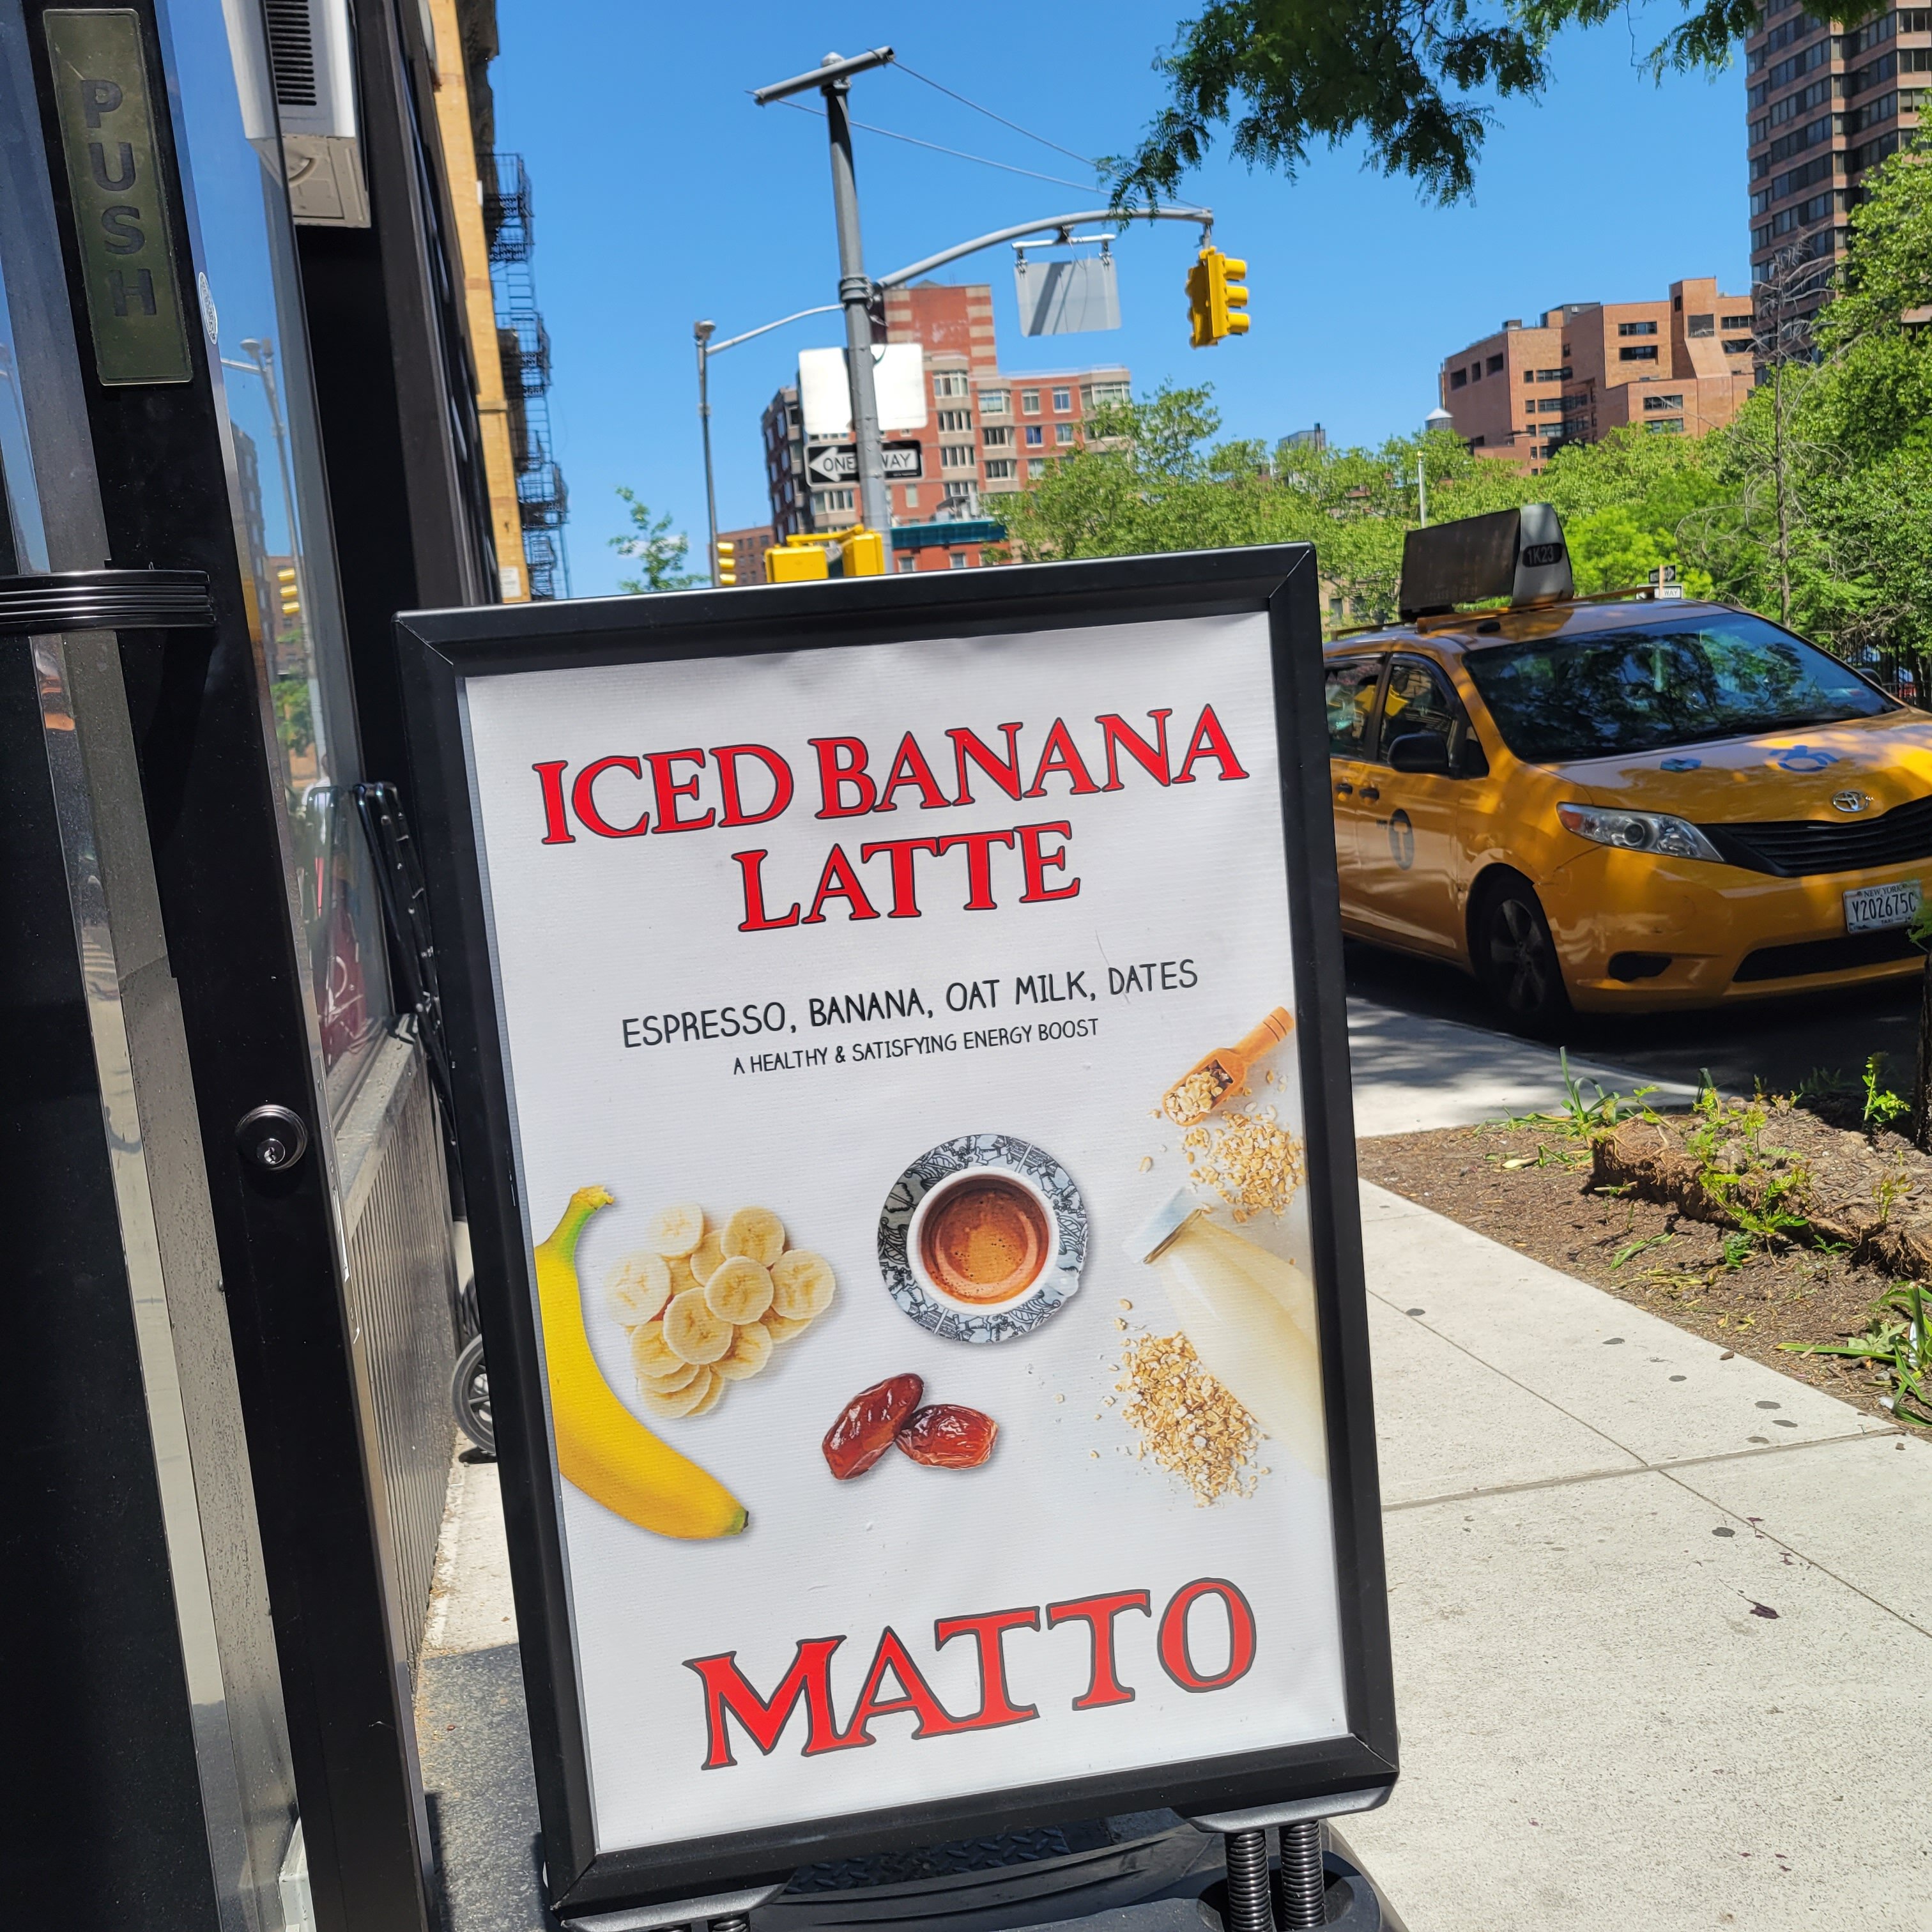 PUSH
ONE WAY
1K23
ICED BANANA
LATTE
ESPRESSO, BANANA, OAT MILK, DATES
A HEALTHY & SATISFYING ENERGY BOOST
MATTO
NEW YORK
Y202675C
WAY
T